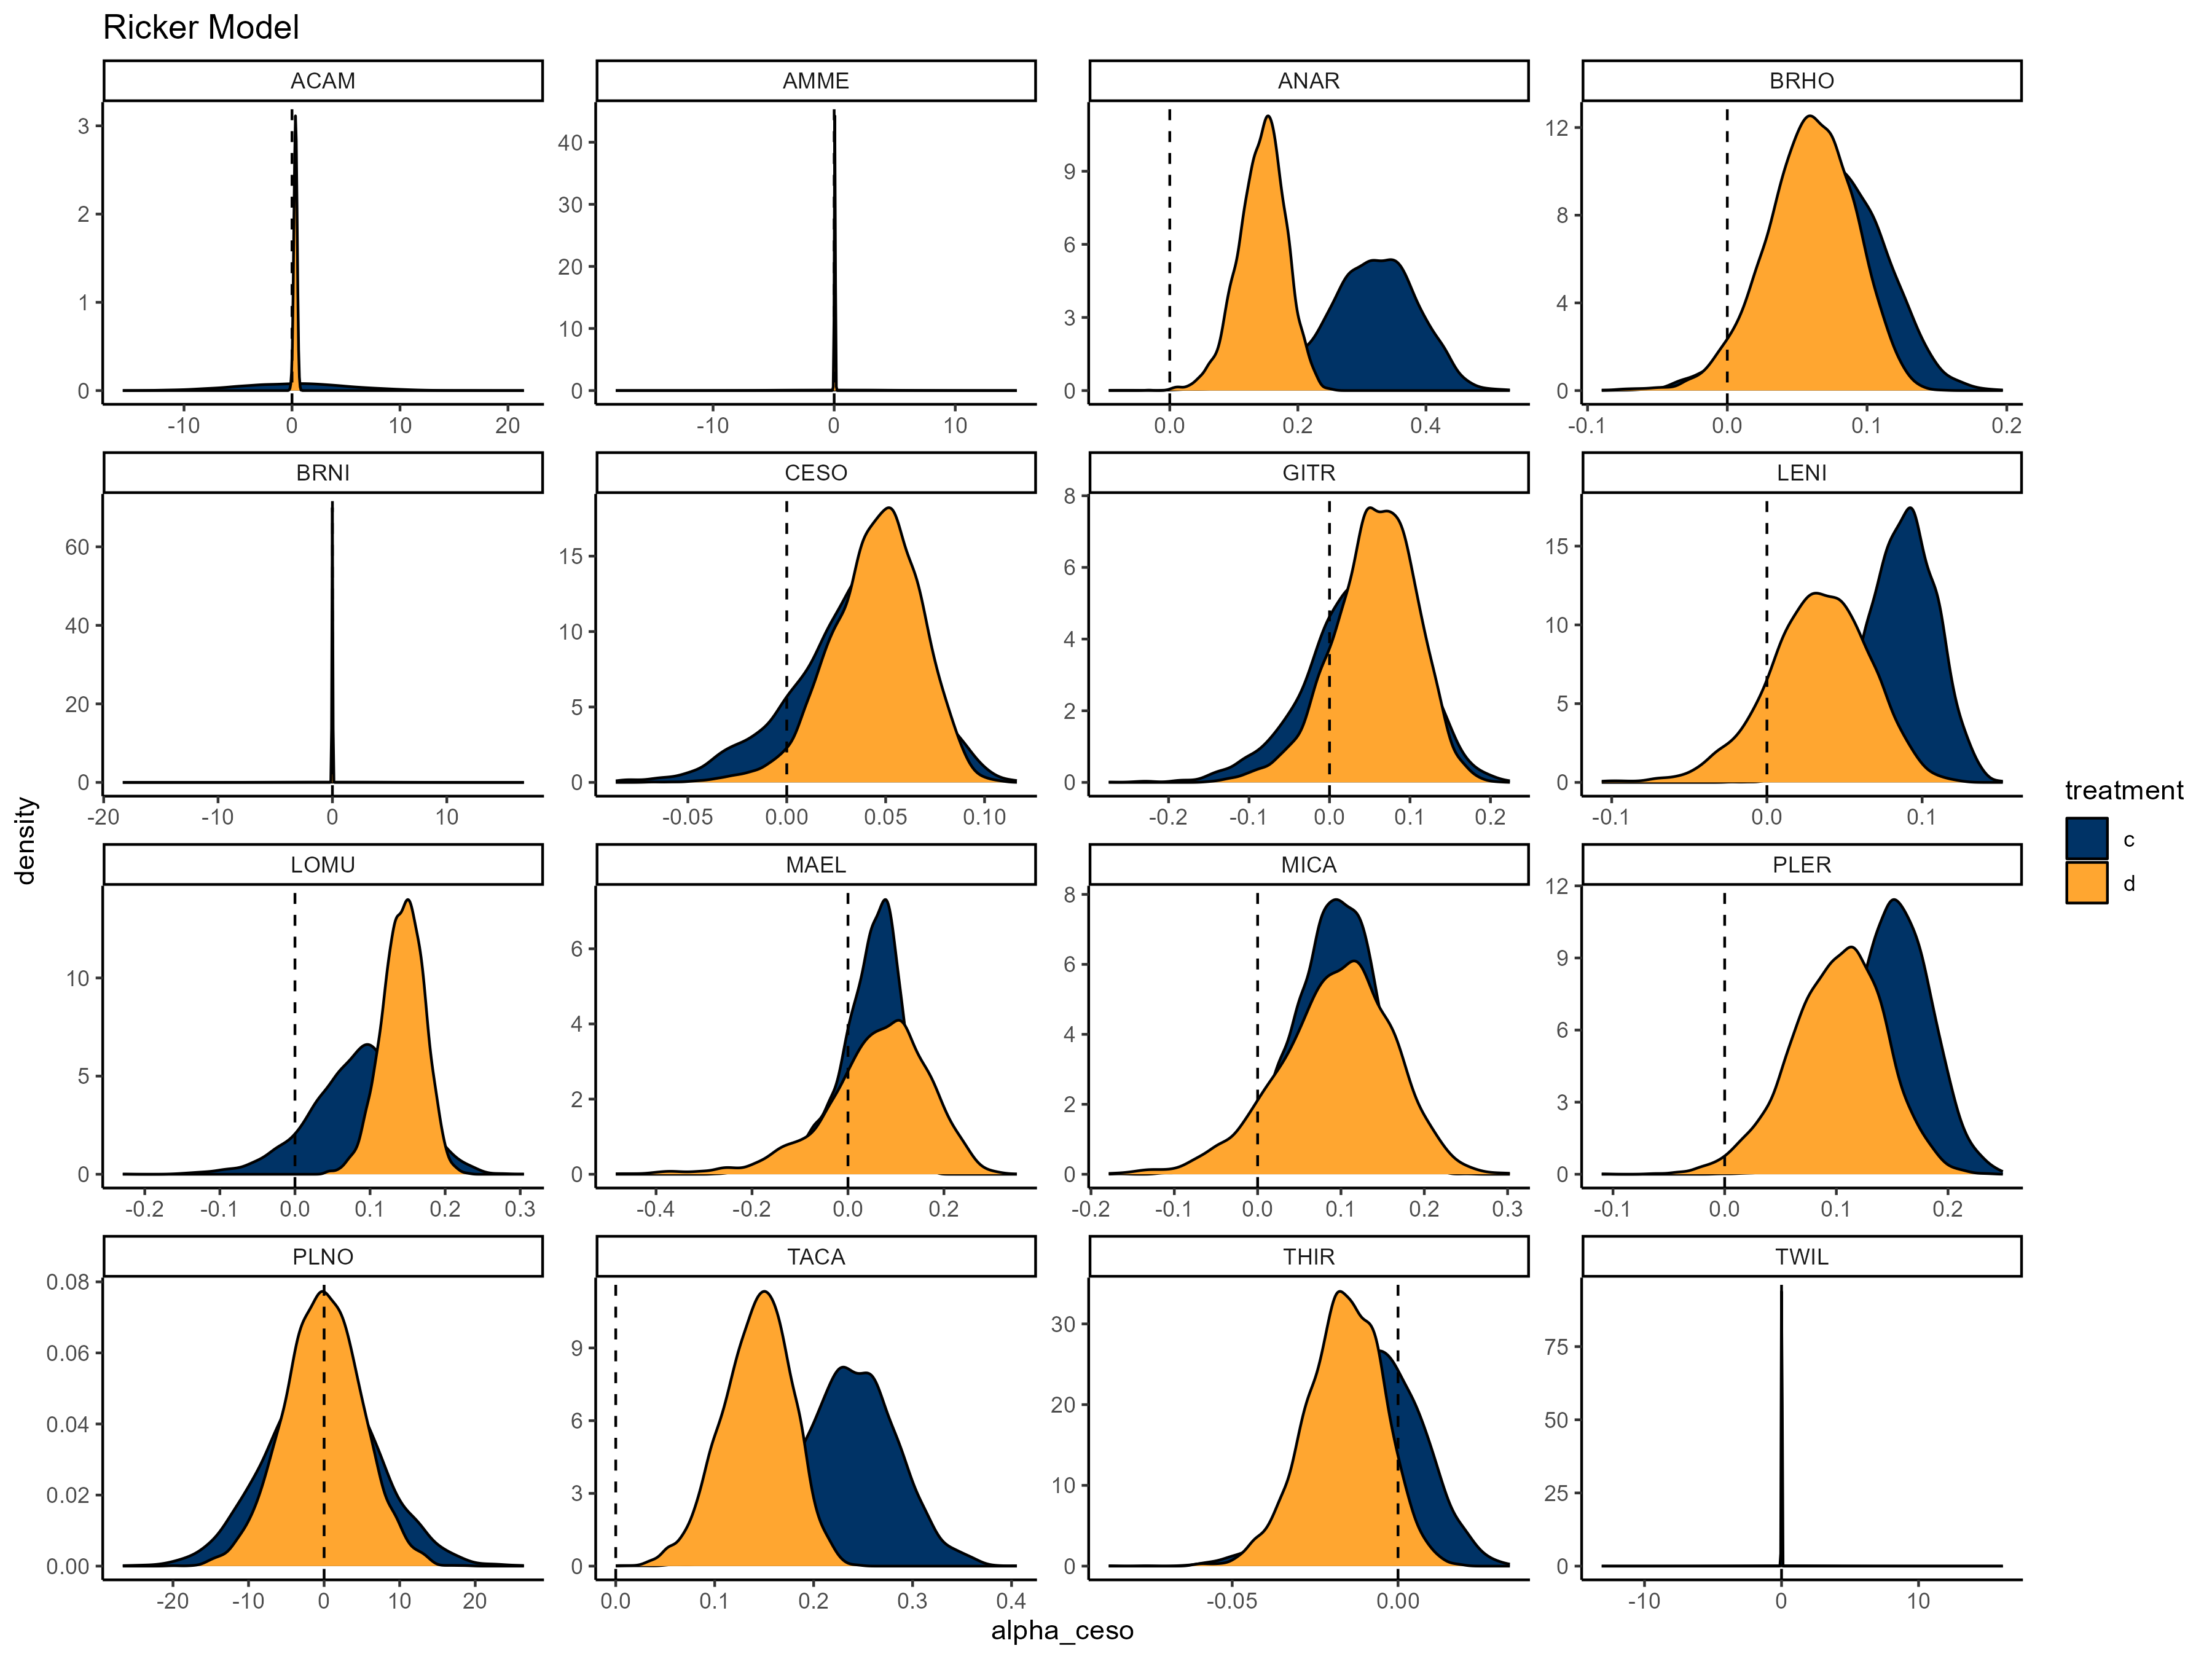 Ricker Model
ACAM AMME ANAR BRHO
3 2 1 0
40 30 20 10 0
9 6 3 0
12 8 4 0
-10 0 10 20
-10 0 10
0.0 0.2 0.4
-0.1 0.0 0.1 0.2
BRNI CESO GITR LENI
60 40 20 0
15 10 5 0
8 6 4 2 0
15 10 5 0
-20 -10 0 10
-0.05 0.00 0.05 0.10
-0.2 -0.1 0.0 0.1 0.2
-0.1 0.0 0.1
LOMU MAEL MICA PLER
10 5 0
6 4 2 0
8 6 4 2 0
12 9 6 3 0
-0.2 -0.1 0.0 0.1 0.2 0.3
-0.4 -0.2 0.0 0.2
-0.2 -0.1 0.0 0.1 0.2 0.3
-0.1 0.0 0.1 0.2
PLNO TACA THIR TWIL
0.08 0.06 0.04 0.02 0.00
9 6 3 0
30 20 10 0
75 50 25 0
-20 -10 0 10 20
0.0 0.1 0.2 0.3 0.4
-0.05 0.00
-10 0 10
density
alpha_ceso
treatment
c
d